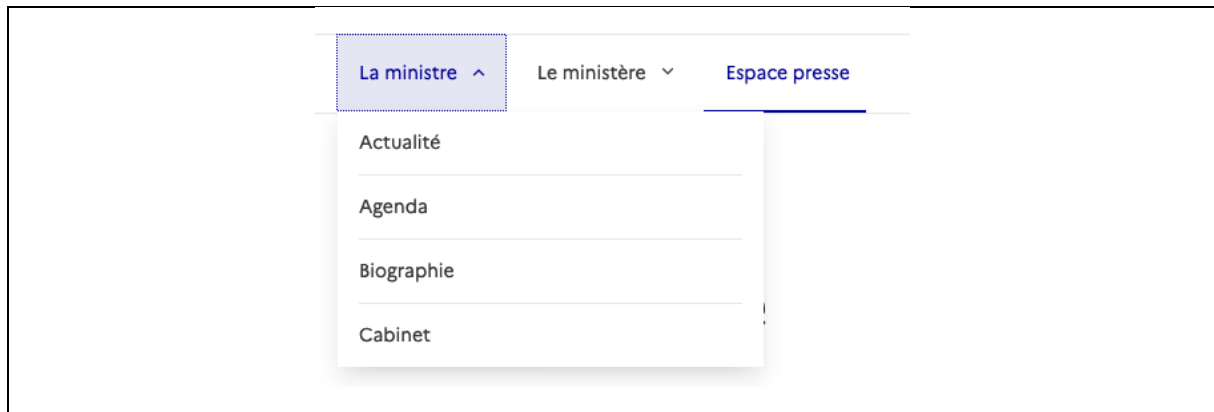 La ministre Le ministère Espace presse
Actualité
Agenda
Biographie
Cabinet